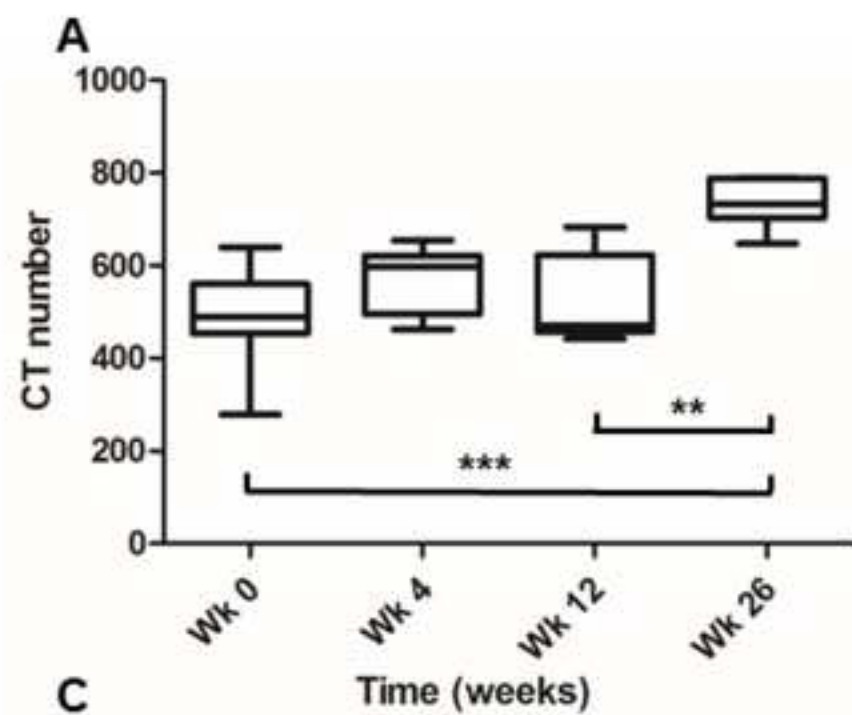 A
1000
800
600
400
200
0
CT number
**
***
Wk 0
Wk 4
Wk 12
Wk 26
Time (weeks)
C